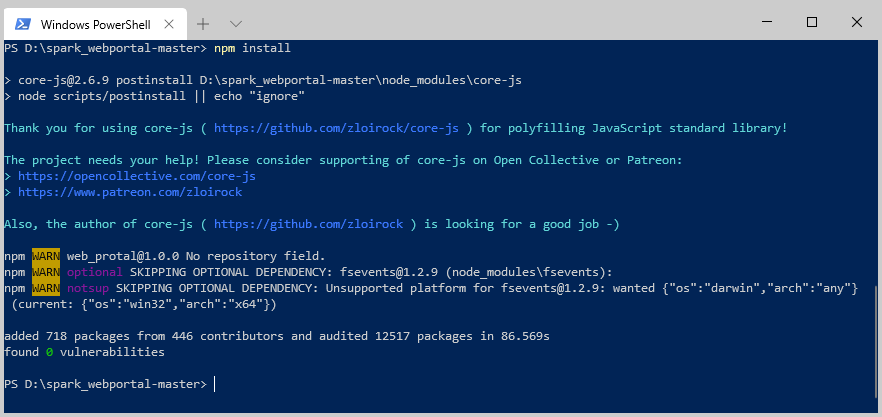 Windows PowerShell
PS D:\spark_webportal-master> npm install
> core-js@2.6.9 postinstall D:\spark_webportal-master\node_modules\core-js
> node scripts/postinstall || echo "ignore"
Thank you for using core-js ( https://github.com/zloirock/core-js ) for polyfilling JavaScript standard library!
The project needs your help! Please consider supporting of core-js on Open Collective or Patreon:
> https://opencollective.com/core-js
> https://www.patreon.com/zloirock
Also, the author of core-js ( https://github.com/zloirock ) is looking for a good job -)
npm WARN web_protal@1.0.0 No repository field.
npm WARN optional SKIPPING OPTIONAL DEPENDENCY: fsevents@1.2.9 (node_modules\fsevents):
npm WARN notsup SKIPPING OPTIONAL DEPENDENCY: Unsupported platform for fsevents@1.2.9: wanted {"os":"darwin","arch":"any"}
(current: {"os":"win32","arch":"x64"})
added 718 packages from 446 contributors and audited 12517 packages in 86.569s
found 0 vulnerabilities
PS D:\spark_webportal-master>